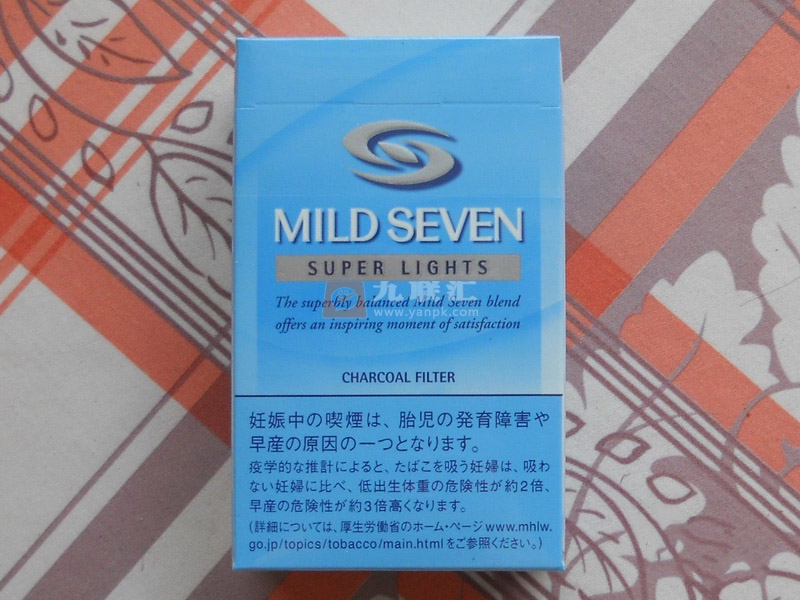 MILD SEVEN
SUPER LIGHTS
九联汇
www.yanpk.com
The superbly balanced Mild Seven blend
offers an inspiring moment of satisfaction
CHARCOAL FILTER
妊娠中の喫煙は、胎児の発育障害や
早産の原因の一つとなります。
疫学的な推計によると、たばこを吸う妊婦は、吸わ
ない妊婦に比べ、低出生体重の危険性が約2倍、
早産の危険性が約3倍高くなります。
(詳細については、厚生労働省のホーム・ページwww.mhlw.
go.jp/topics/tobacco/main.htmlをご参照ください。)